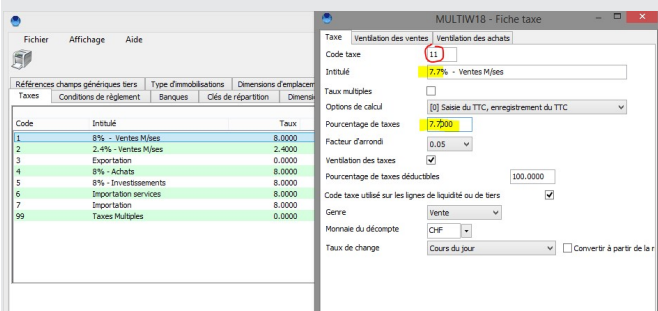 Fichier Affichage Aide
Références champs génériques tiers Type d'immobilisations Dimensions d'emplacem
Taxes Conditions de règlement Banques Clés de répartition Dimensi
Code Intitulé Taux
1 8% - Ventes M/ses 8.0000
2 2.4% - Ventes M/ses 2.4000
3 Exportation 0.0000
4 8% - Achats 8.0000
5 8% - Investissements 8.0000
6 Importation services 8.0000
7 Importation 8.0000
99 Taxes Multiples 0.0000
MULTIW18 - Fiche taxe
Taxe Ventilation des ventes Ventilation des achats
Code taxe 11
Intitulé 7.7% - Ventes M/ses
Taux multiples
Options de calcul [0] Saisie du TTC, enregistrement du TTC
Pourcentage de taxes 7.7000
Facteur d'arrondi 0.05
Ventilation des taxes
Pourcentage de taxes déductibles 100.0000
Code taxe utilisé sur les lignes de liquidité ou de tiers
Genre Vente
Monnaie du décompte CHF
Taux de change Cours du jour Convertir à partir de la r